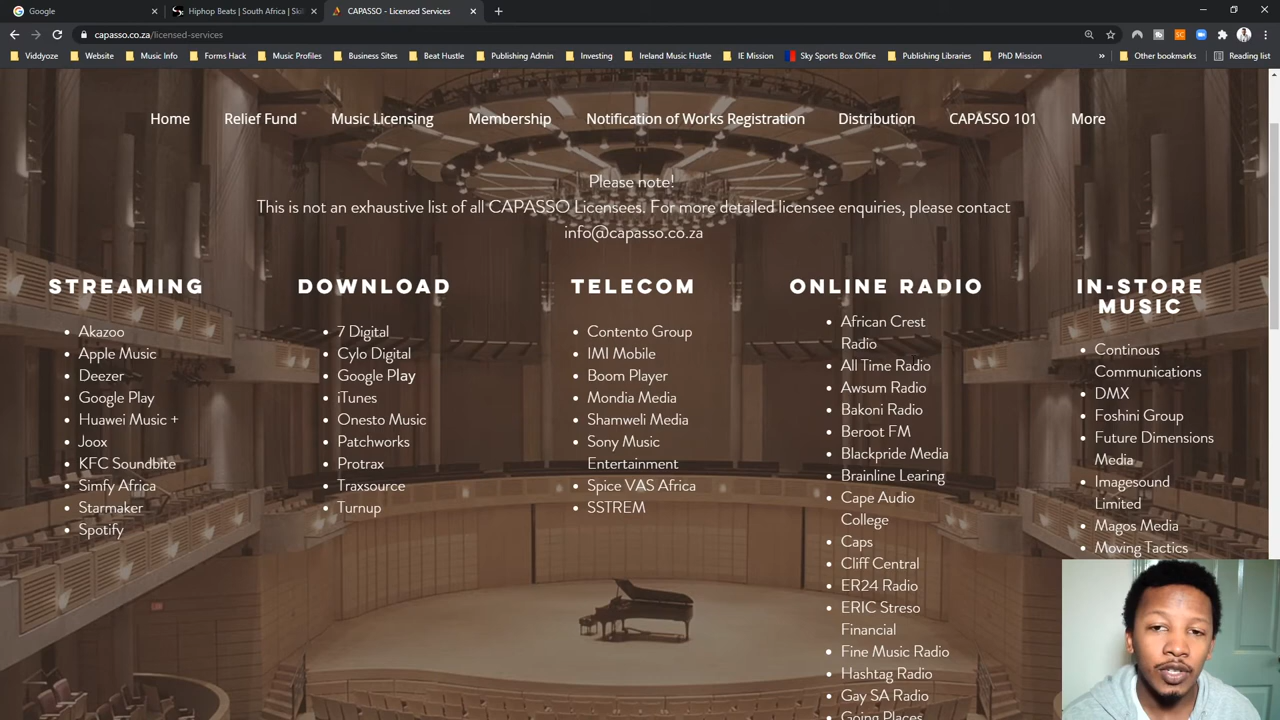 Google
Hiphop Beats | South Africa | Ski
CAPASSO - Licensed Services
capasso.co.za/licensed-services
Viddyoze
Website
Music Info
Forms Hack
Music Profiles
Business Sites
Beat Hustle
Publishing Admin
Investing
Ireland Music Hustle
IE Mission
Sky Sports Box Office
Publishing Libraries
PhD Mission
Other bookmarks
Reading list
Home
Relief Fund
Music Licensing
Membership
Notification of Works Registration
Distribution
CAPASSO 101
More
Please note!
This is not an exhaustive list of all CAPASSO Licensees. For more detailed licensee enquiries, please contact
info@capasso.co.za
STREAMING
Akazoo
Apple Music
Deezer
Google Play
Huawei Music +
Joox
KFC Soundbite
Simfy Africa
Starmaker
Spotify
DOWNLOAD
7 Digital
Cylo Digital
Google Play
iTunes
Onesto Music
Patchworks
Protrax
Traxsource
Turnup
TELECOM
Contento Group
IMI Mobile
Boom Player
Mondia Media
Shamweli Media
Sony Music
Entertainment
Spice VAS Africa
SSTREM
ONLINE RADIO
African Crest
Radio
All Time Radio
Awsum Radio
Bakoni Radio
Beroot FM
Blackpride Media
Brainline Learing
Cape Audio
College
Caps
Cliff Central
ER24 Radio
ERIC Streso
Financial
Fine Music Radio
Hashtag Radio
Gay SA Radio
Going Places
IN-STORE
MUSIC
Continous
Communications
DMX
Foshini Group
Future Dimensions
Media
Imagesound
Limited
Magos Media
Moving Tactics